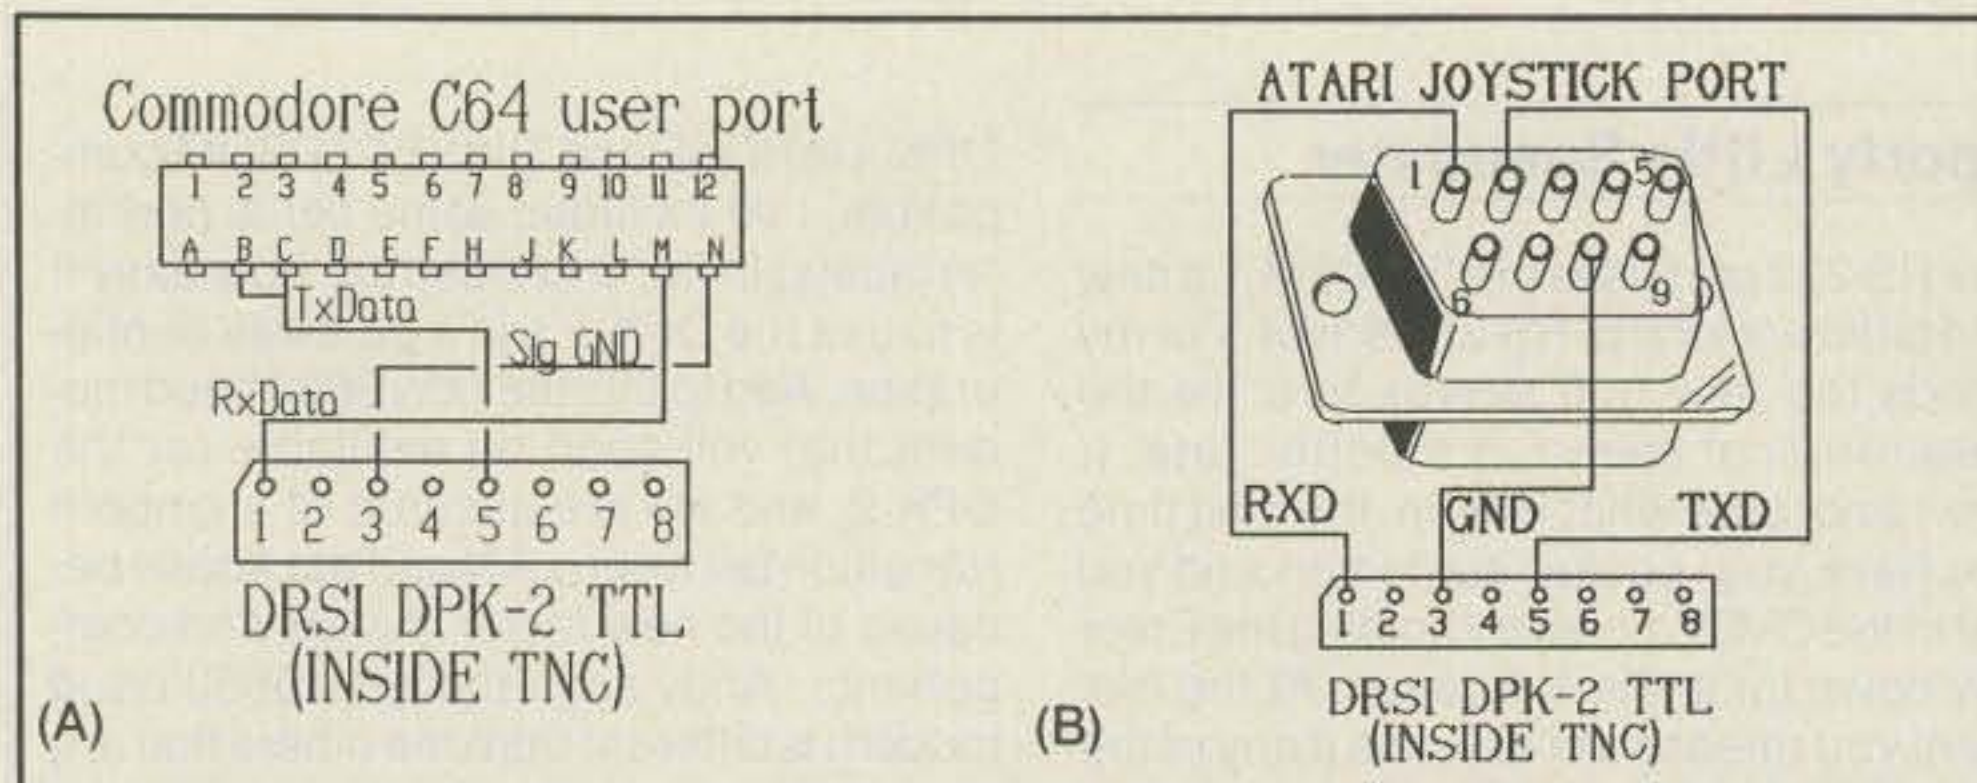 Commodore C64 user port
1 2 3 4 5 6 7 8 9 10 11 12
A B C D E F H J K L M N
TxData
Sig GND
RxData
1 2 3 4 5 6 7 8
DRSI DPK-2 TTL
(INSIDE TNC)
(A)
ATARI JOYSTICK PORT
1 5
6 9
RXD GND TXD
1 2 3 4 5 6 7 8
DRSI DPK-2 TTL
(INSIDE TNC)
(B)